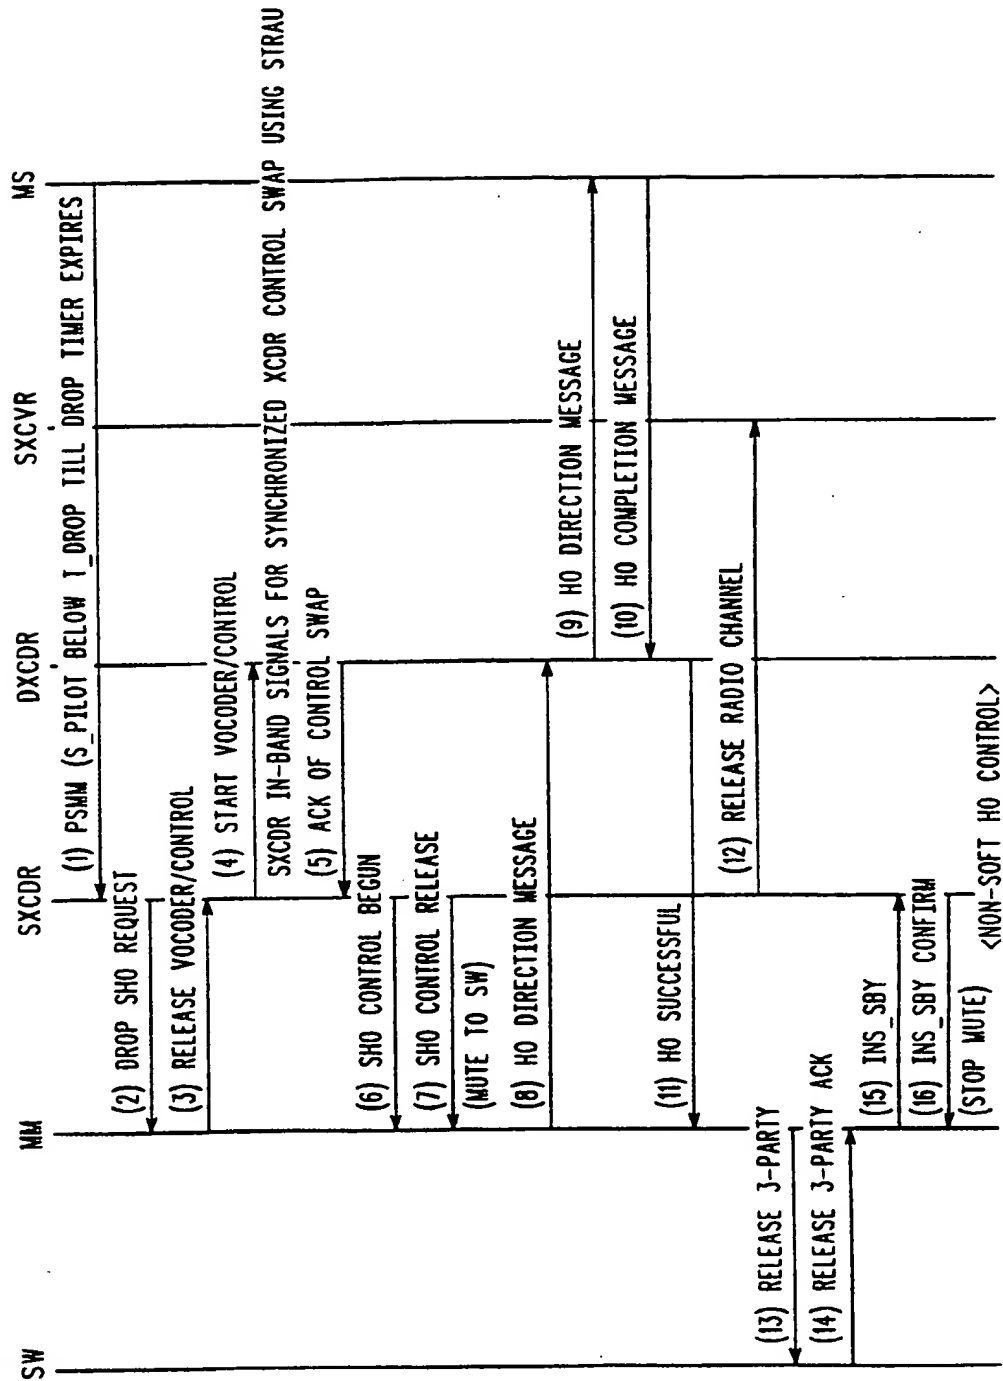 SW
MM
SXCDR
DXCDR
SXCVR
MS
(1) PSMM (S_PILOT BELOW T_DROP TILL DROP TIMER EXPIRES
(2) DROP SHO REQUEST
(3) RELEASE VOCODER/CONTROL
(4) START VOCODER/CONTROL
SXCDR IN-BAND SIGNALS FOR SYNCHRONIZED XCDR CONTROL SWAP USING STRAU
(5) ACK OF CONTROL SWAP
(6) SHO CONTROL BEGUN
(7) SHO CONTROL RELEASE
(MUTE TO SW)
(8) HO DIRECTION MESSAGE
(9) HO DIRECTION MESSAGE
(10) HO COMPLETION MESSAGE
(11) HO SUCCESSFUL
(12) RELEASE RADIO CHANNEL
(13) RELEASE 3-PARTY
(14) RELEASE 3-PARTY ACK
(15) INS_SBY
(16) INS_SBY CONFIRM
(STOP MUTE)
<NON-SOFT HO CONTROL>